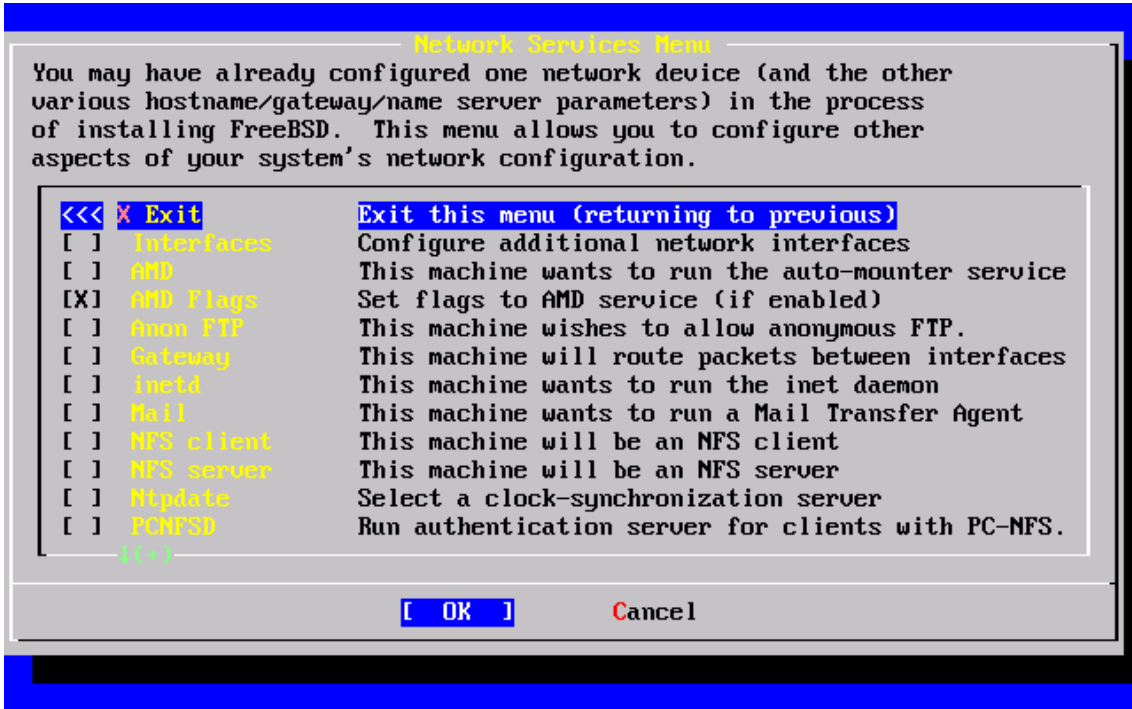 Network Services Menu
You may have already configured one network device (and the other
various hostname/gateway/name server parameters) in the process
of installing FreeBSD.  This menu allows you to configure other
aspects of your system's network configuration.
<<< X Exit Exit this menu (returning to previous)
[ ] Interfaces Configure additional network interfaces
[ ] AMD This machine wants to run the auto-mounter service
[X] AMD Flags Set flags to AMD service (if enabled)
[ ] Anon FTP This machine wishes to allow anonymous FTP.
[ ] Gateway This machine will route packets between interfaces
[ ] inetd This machine wants to run the inet daemon
[ ] Mail This machine wants to run a Mail Transfer Agent
[ ] NFS client This machine will be an NFS client
[ ] NFS server This machine will be an NFS server
[ ] Ntpdate Select a clock-synchronization server
[ ] PCNFSD Run authentication server for clients with PC-NFS.
↓(+)
[ OK ] Cancel